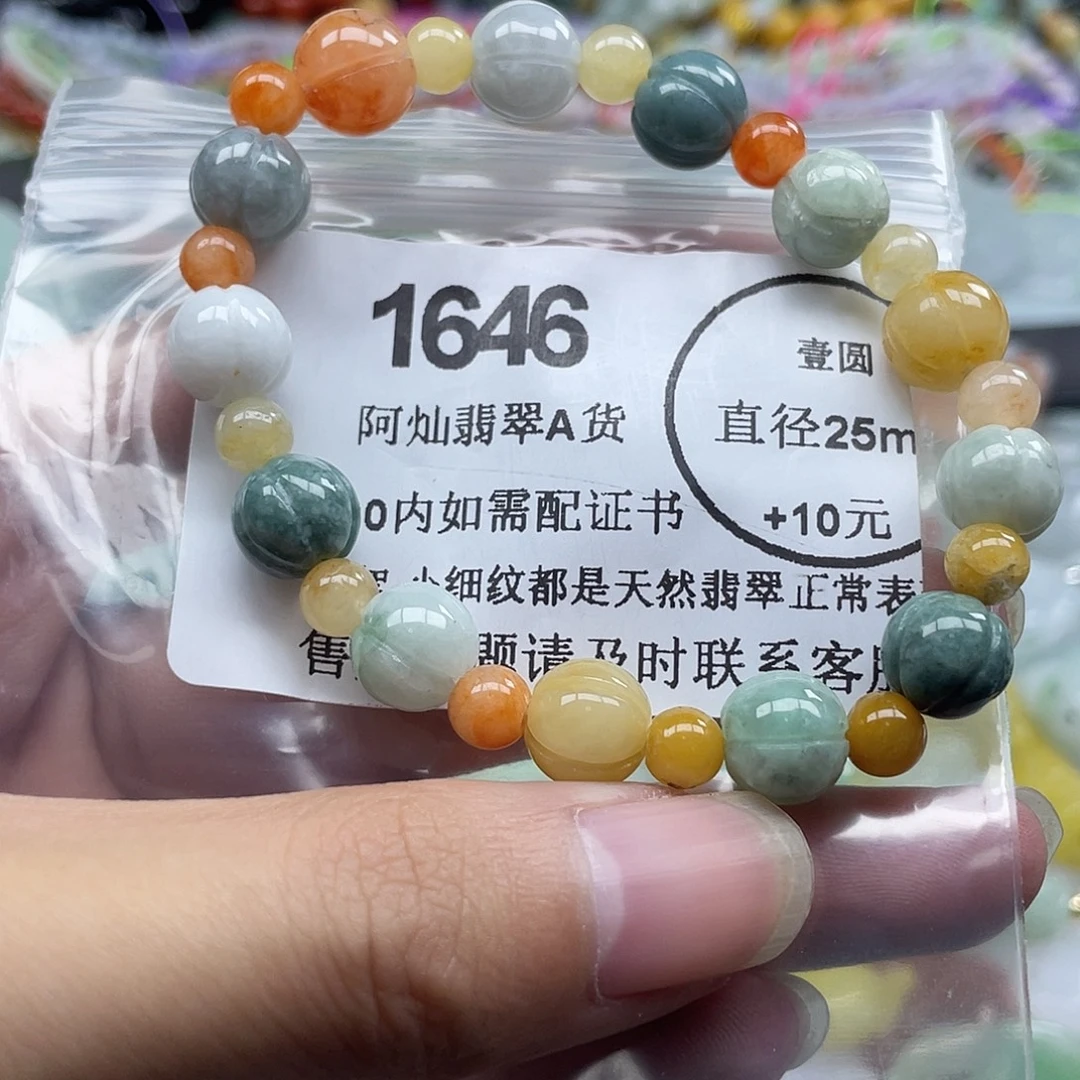 1646
壹圆
阿灿翡翠A货
直径25m
0内如需配证书
+10元
小细纹都是天然翡翠正常表
售
题请及时联系客服